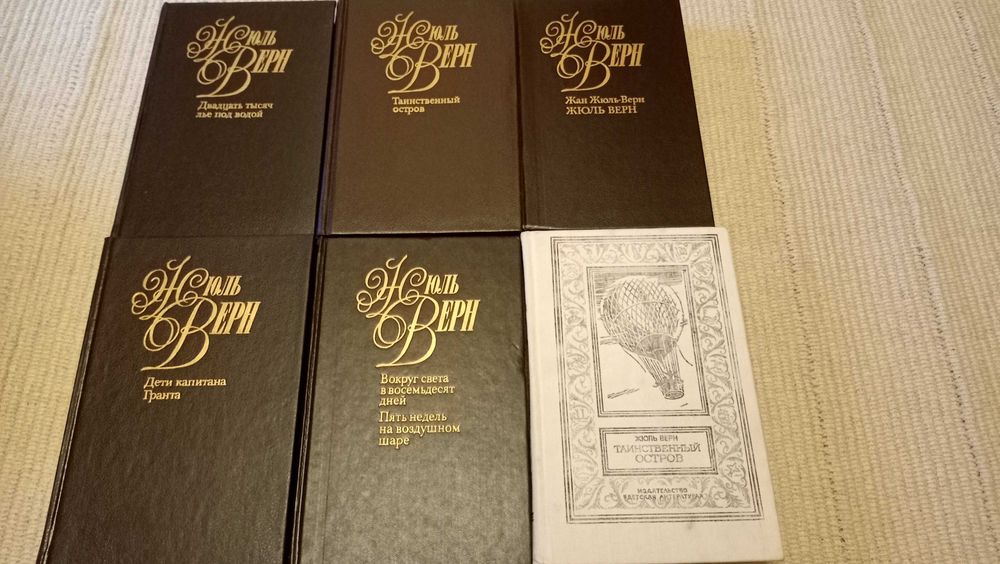 Жюль
Верн
Двадцать тысяч
лье под водой
Жюль
Верн
Таинственный
остров
Жюль
Верн
Жан Жюль-Верн
ЖЮЛЬ ВЕРН
Жюль
Верн
Дети капитана
Гранта
Жюль
Верн
Вокруг света
в восемьдесят
дней
Пять недель
на воздушном
шаре
ЖЮЛЬ ВЕРН
ТАИНСТВЕННЫЙ
ОСТРОВ
ИЗДАТЕЛЬСТВО
«ДЕТСКАЯ ЛИТЕРАТУРА»